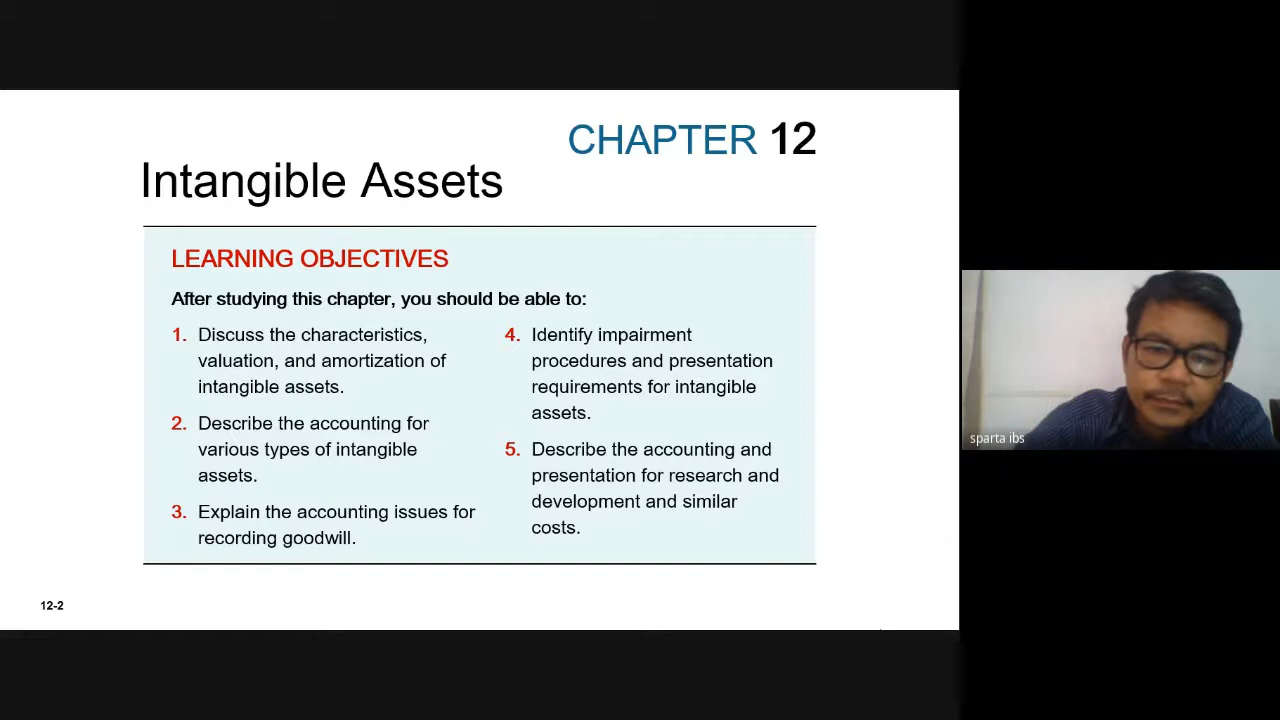 CHAPTER 12
Intangible Assets
LEARNING OBJECTIVES
After studying this chapter, you should be able to:
1. Discuss the characteristics,
valuation, and amortization of
intangible assets.
2. Describe the accounting for
various types of intangible
assets.
3. Explain the accounting issues for
recording goodwill.
4. Identify impairment
procedures and presentation
requirements for intangible
assets.
5. Describe the accounting and
presentation for research and
development and similar
costs.
12-2
sparta ibs